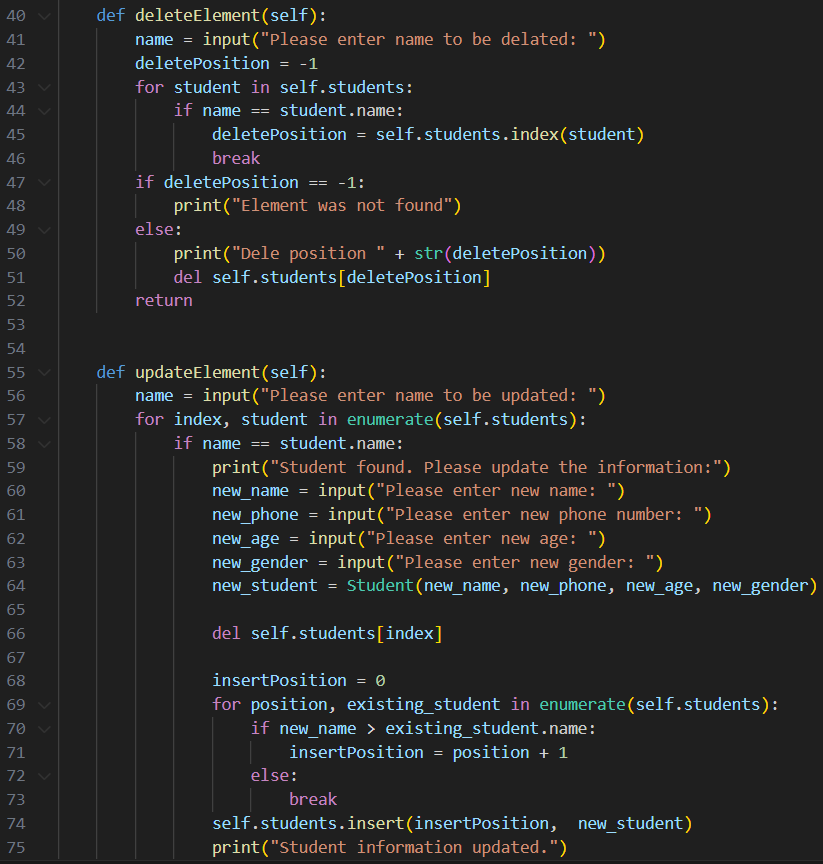 40 def deleteElement(self):
41 name = input("Please enter name to be delated: ")
42 deletePosition = -1
43 for student in self.students:
44 if name == student.name:
45 deletePosition = self.students.index(student)
46 break
47 if deletePosition == -1:
48 print("Element was not found")
49 else:
50 print("Dele position " + str(deletePosition))
51 del self.students[deletePosition]
52 return
53
54
55 def updateElement(self):
56 name = input("Please enter name to be updated: ")
57 for index, student in enumerate(self.students):
58 if name == student.name:
59 print("Student found. Please update the information:")
60 new_name = input("Please enter new name: ")
61 new_phone = input("Please enter new phone number: ")
62 new_age = input("Please enter new age: ")
63 new_gender = input("Please enter new gender: ")
64 new_student = Student(new_name, new_phone, new_age, new_gender)
65
66 del self.students[index]
67
68 insertPosition = 0
69 for position, existing_student in enumerate(self.students):
70 if new_name > existing_student.name:
71 insertPosition = position + 1
72 else:
73 break
74 self.students.insert(insertPosition,  new_student)
75 print("Student information updated.")